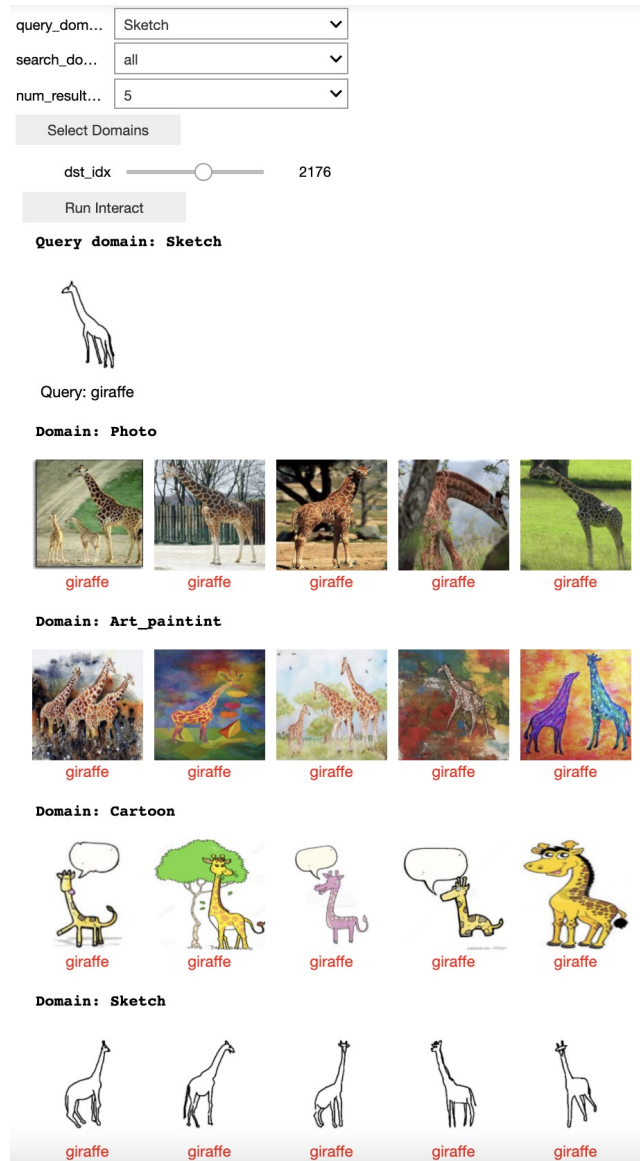 query_dom… Sketch
search_do… all
num_result… 5
Select Domains
dst_idx 2176
Run Interact
Query domain: Sketch
Query: giraffe
Domain: Photo
giraffe giraffe giraffe giraffe giraffe
Domain: Art_paintint
giraffe giraffe giraffe giraffe giraffe
Domain: Cartoon
giraffe giraffe giraffe giraffe giraffe
Domain: Sketch
giraffe giraffe giraffe giraffe giraffe